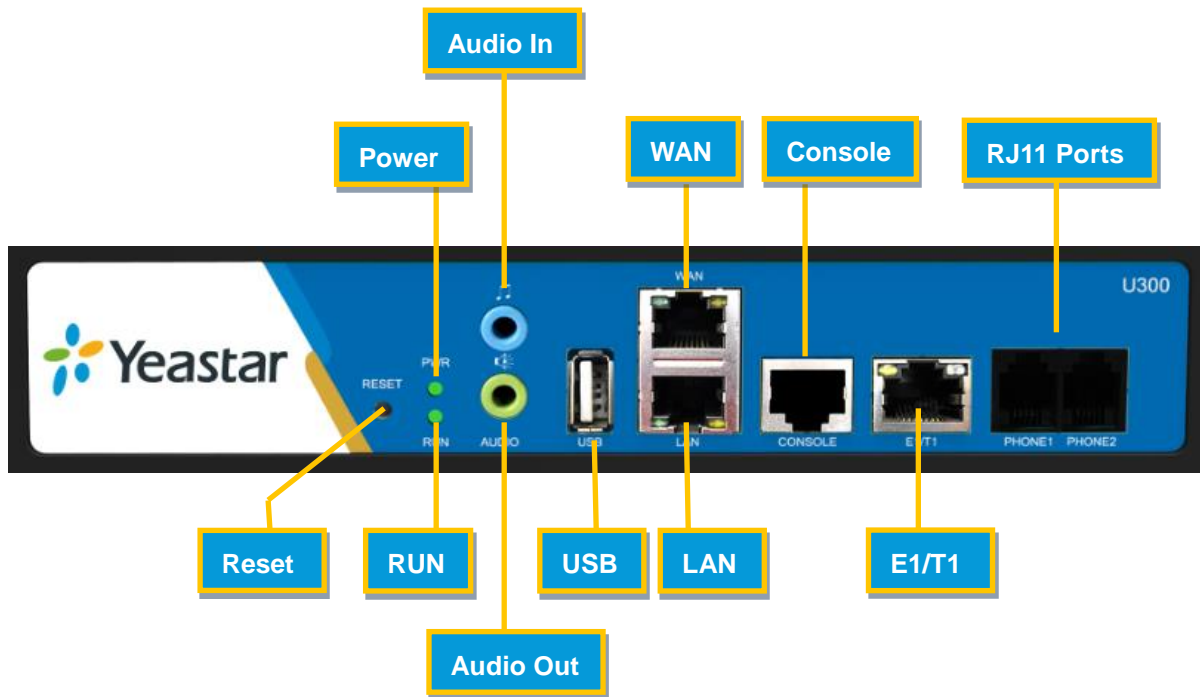 Audio In
Power
WAN
Console
RJ11 Ports
WAN
U300
Yeastar
PWR
RESET
RUN
AUDIO
USB
LAN
CONSOLE
E1/T1
PHONE1
PHONE2
Reset
RUN
USB
LAN
E1/T1
Audio Out